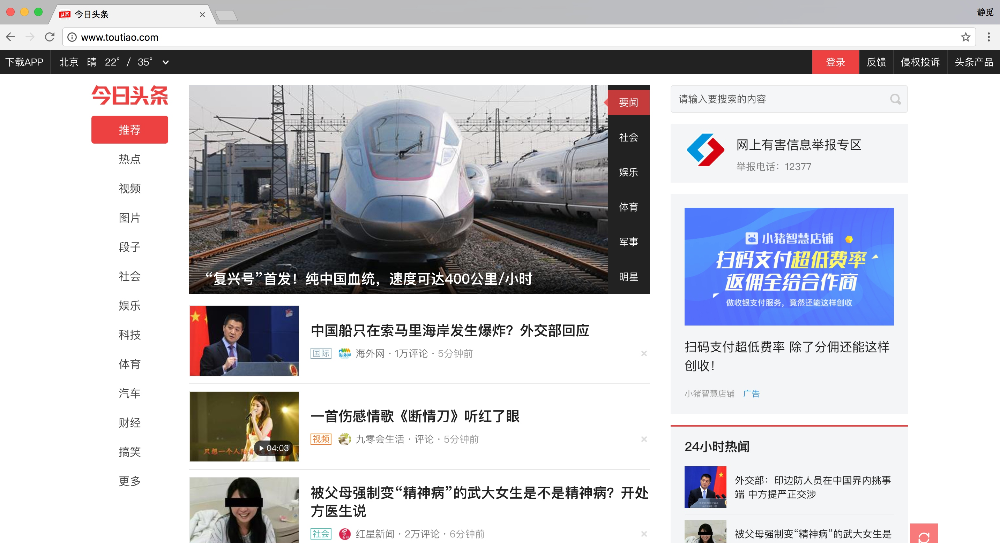 头条 今日头条
静觅
www.toutiao.com
下载APP 北京 晴 22° / 35°
登录 反馈 侵权投诉 头条产品
今日头条
推荐
热点
视频
图片
段子
社会
娱乐
科技
体育
汽车
财经
搞笑
更多
“复兴号”首发！纯中国血统，速度可达400公里/小时
要闻
社会
娱乐
体育
军事
明星
中国船只在索马里海岸发生爆炸？外交部回应
国际 海外网 海外网 · 1万评论 · 5分钟前
只想一个人陪着
04:03
一首伤感情歌《断情刀》听红了眼
视频 九零会生活 · 评论 · 5分钟前
被父母强制变“精神病”的武大女生是不是精神病？开处
方医生说
社会 红星新闻 · 2万评论 · 6分钟前
请输入要搜索的内容
网上有害信息举报专区
举报电话：12377
小猪智慧店铺
扫码支付超低费率
返佣全给合作商
做收银支付服务，竟然还能这样创收
扫码支付超低费率 除了分佣还能这样
创收！
小猪智慧店铺 广告
24小时热闻
外交部：印边防人员在中国界内挑事
端 中方提严正交涉
被父母强制变“精神病”的武大女生是